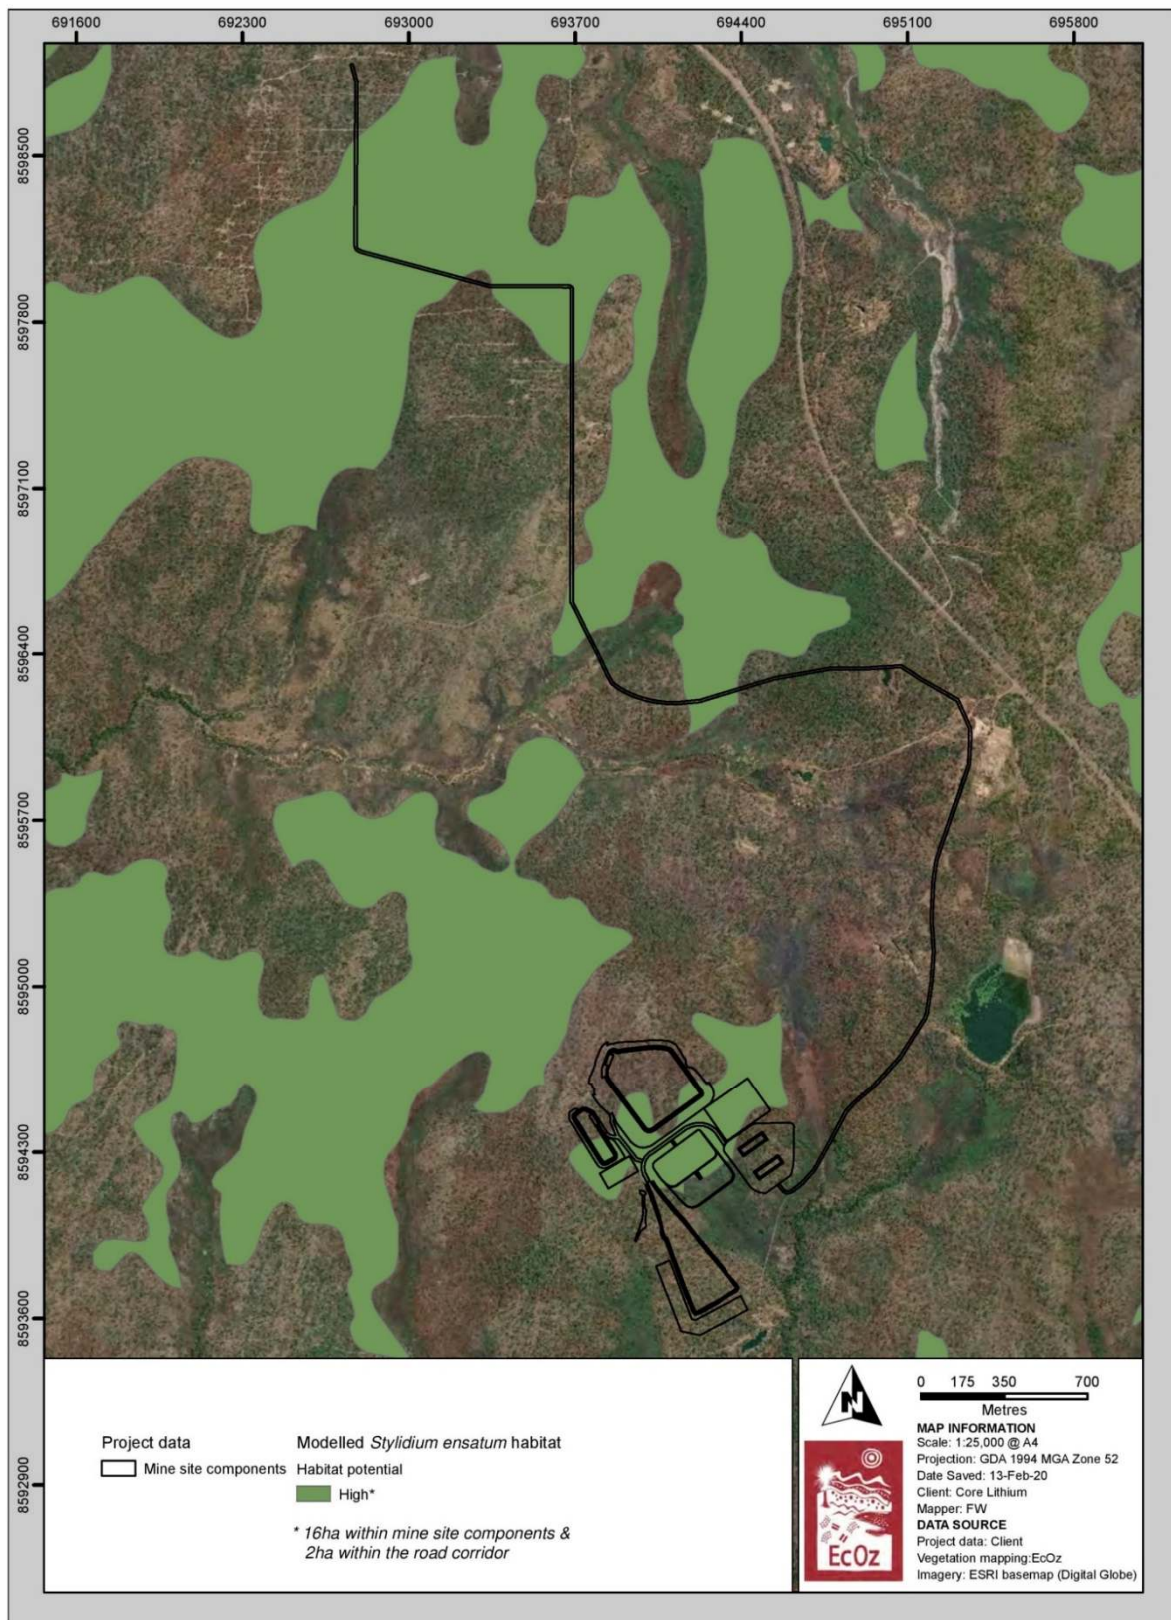 691600 692300 693000 693700 694400 695100 695800
8598500
8597800
8597100
8596400
8595700
8595000
8594300
8593600
8592900
Project data
Mine site components
Modelled Stylidium ensatum habitat
Habitat potential
High*
* 16ha within mine site components &
2ha within the road corridor
N
0 175 350 700
Metres
MAP INFORMATION
Scale: 1:25,000 @ A4
Projection: GDA 1994 MGA Zone 52
Date Saved: 13-Feb-20
Client: Core Lithium
Mapper: FW
DATA SOURCE
Project data: Client
Vegetation mapping:EcOz
Imagery: ESRI basemap (Digital Globe)
EcOz